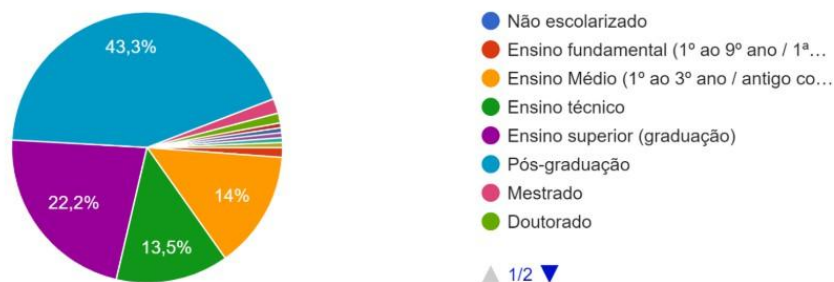 43,3%
22,2%
13,5%
14%
Não escolarizado
Ensino fundamental (1º ao 9º ano / 1ª…
Ensino Médio (1º ao 3º ano / antigo co…
Ensino técnico
Ensino superior (graduação)
Pós-graduação
Mestrado
Doutorado
1/2